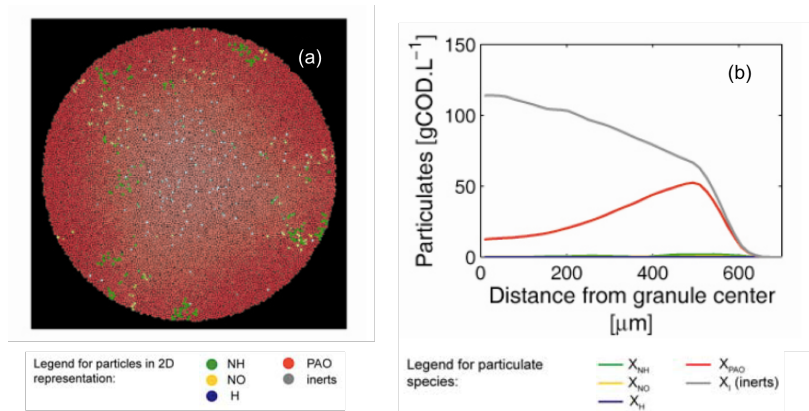 (a)
Legend for particles in 2D
representation:
NH
NO
H
PAO
inerts
(b)
Particulates [gCOD.L⁻¹]
150
100
50
0
0 200 400 600
Distance from granule center
[μm]
Legend for particulate
species:
X_NH
X_NO
X_H
X_PAO
X_I (inerts)